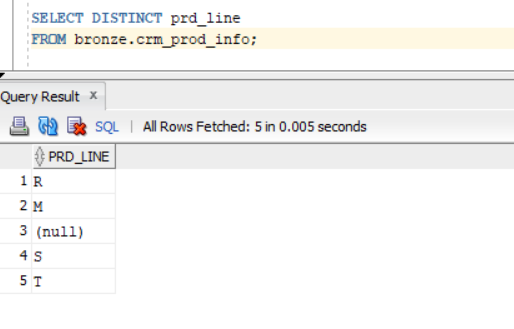 SELECT DISTINCT prd_line
FROM bronze.crm_prod_info;
Query Result x
SQL | All Rows Fetched: 5 in 0.005 seconds
PRD_LINE
1 R
2 M
3 (null)
4 S
5 T